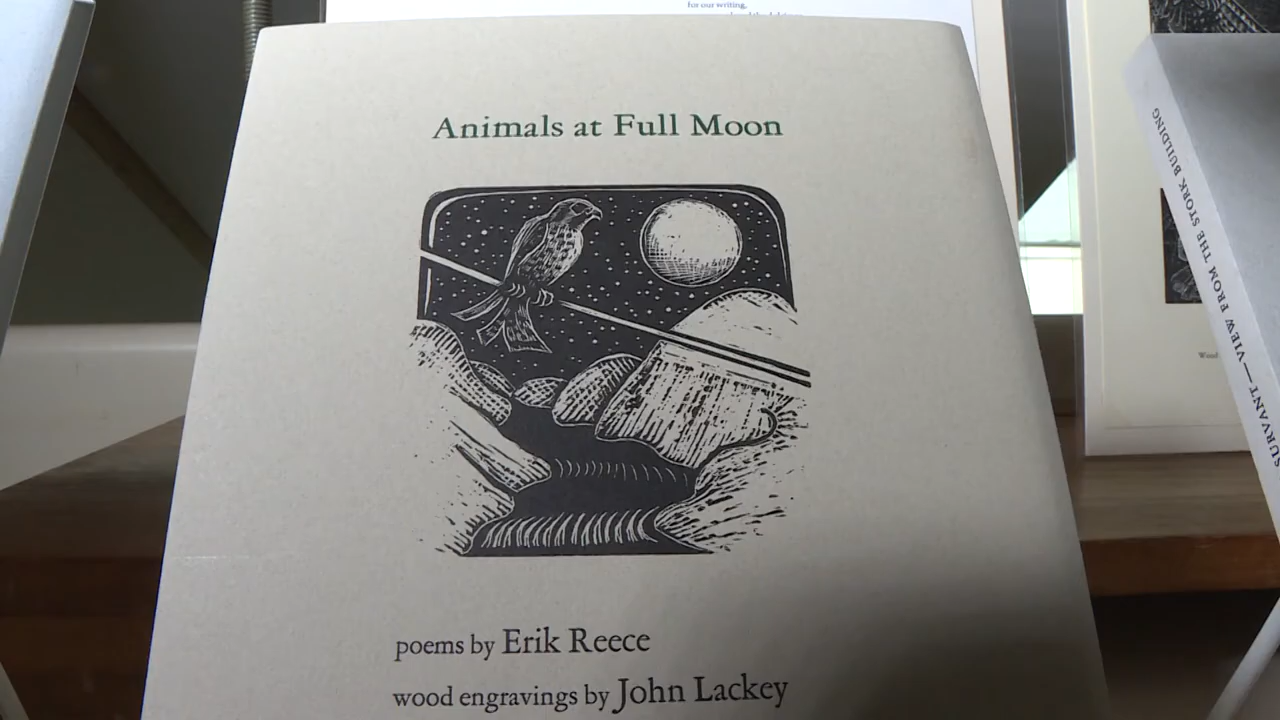 for our writing,
Animals at Full Moon
poems by Erik Reece
wood engravings by John Lackey
SURVANT—VIEW FROM THE STORK BUILDING
Wood